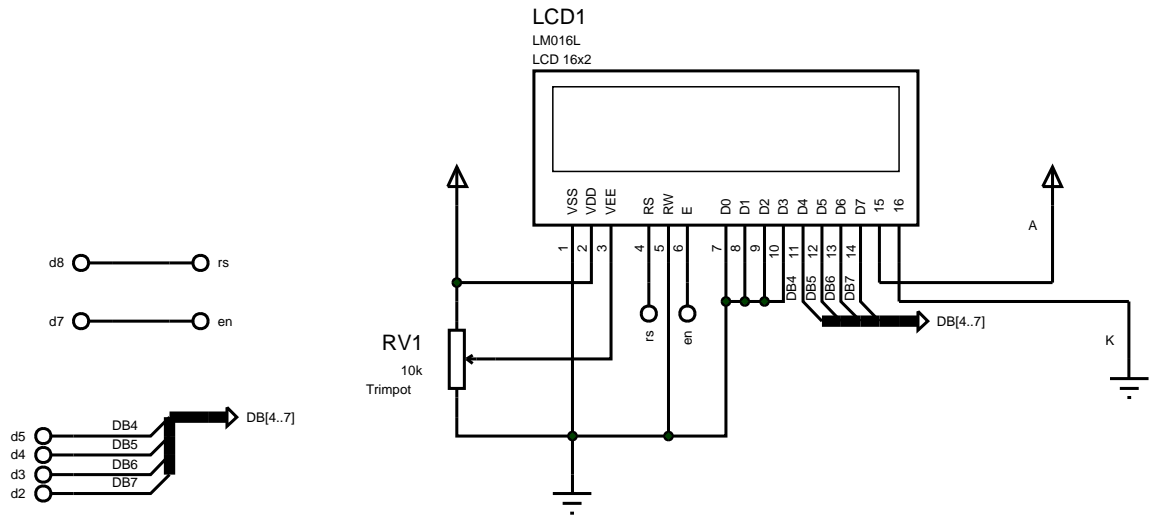 LCD1
LM016L
LCD 16x2
VSS
VDD
VEE
RS
RW
E
D0
D1
D2
D3
D4
D5
D6
D7
15
16
1
2
3
4
5
6
7
8
9
10
11
12
13
14
DB4
DB5
DB6
DB7
A
K
rs
en
DB[4..7]
d8
rs
d7
en
RV1
10k
Trimpot
DB[4..7]
d5
DB4
d4
DB5
d3
DB6
d2
DB7